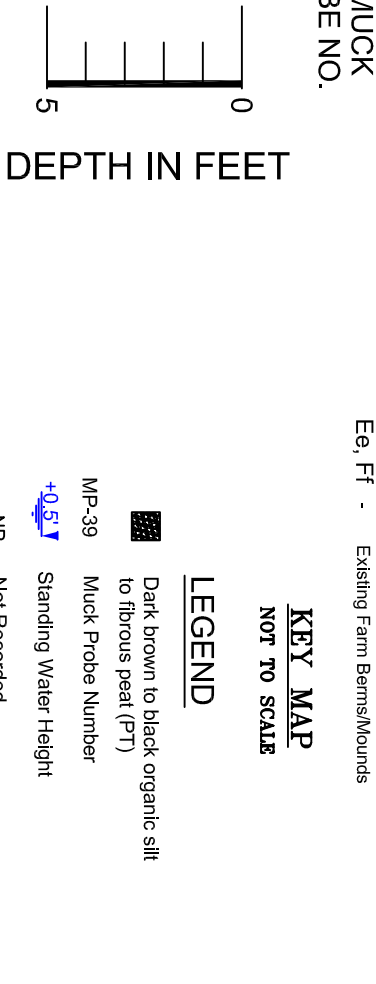 MUCK
BE NO.
0
5
DEPTH IN FEET
Ee, Ff - Existing Farm Berms/Mounds
KEY MAP
NOT TO SCALE
LEGEND
Dark brown to black organic silt
to fibrous peat (PT)
MP-39 Muck Probe Number
+0.5' Standing Water Height
NR Not Recorded